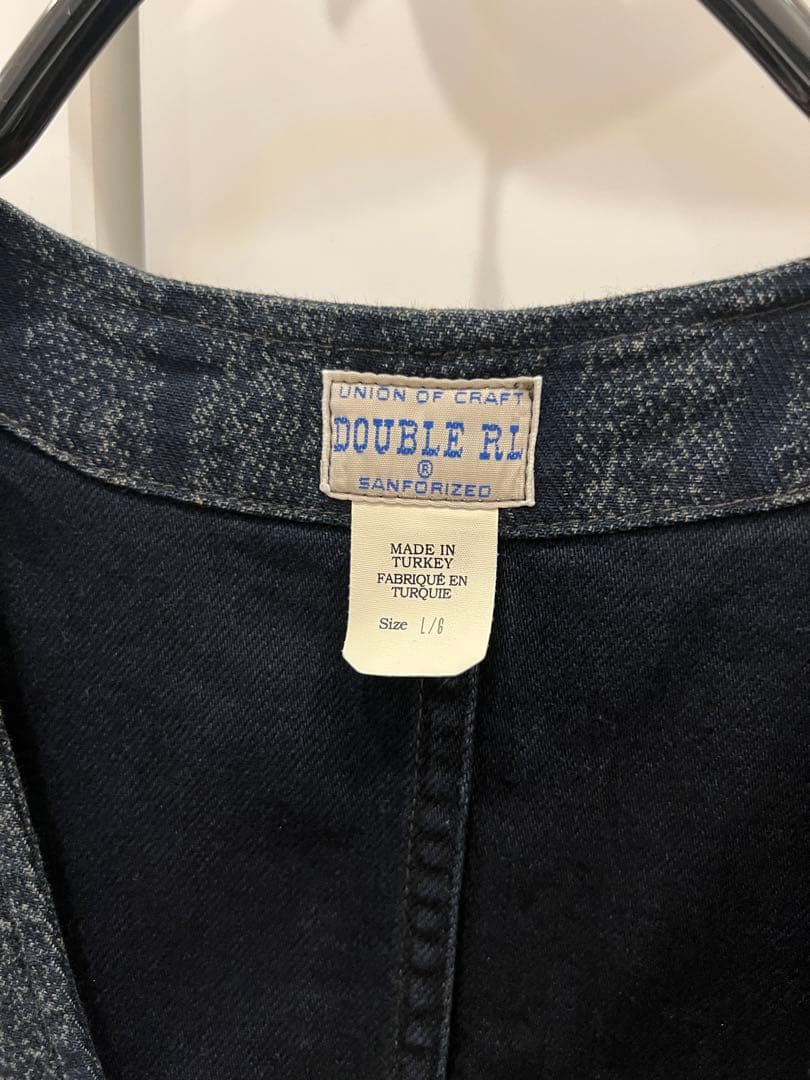 UNION OF CRAFT
DOUBLE RL
®
SANFORIZED
MADE IN
TURKEY
FABRIQUÉ EN
TURQUIE
Size L/G